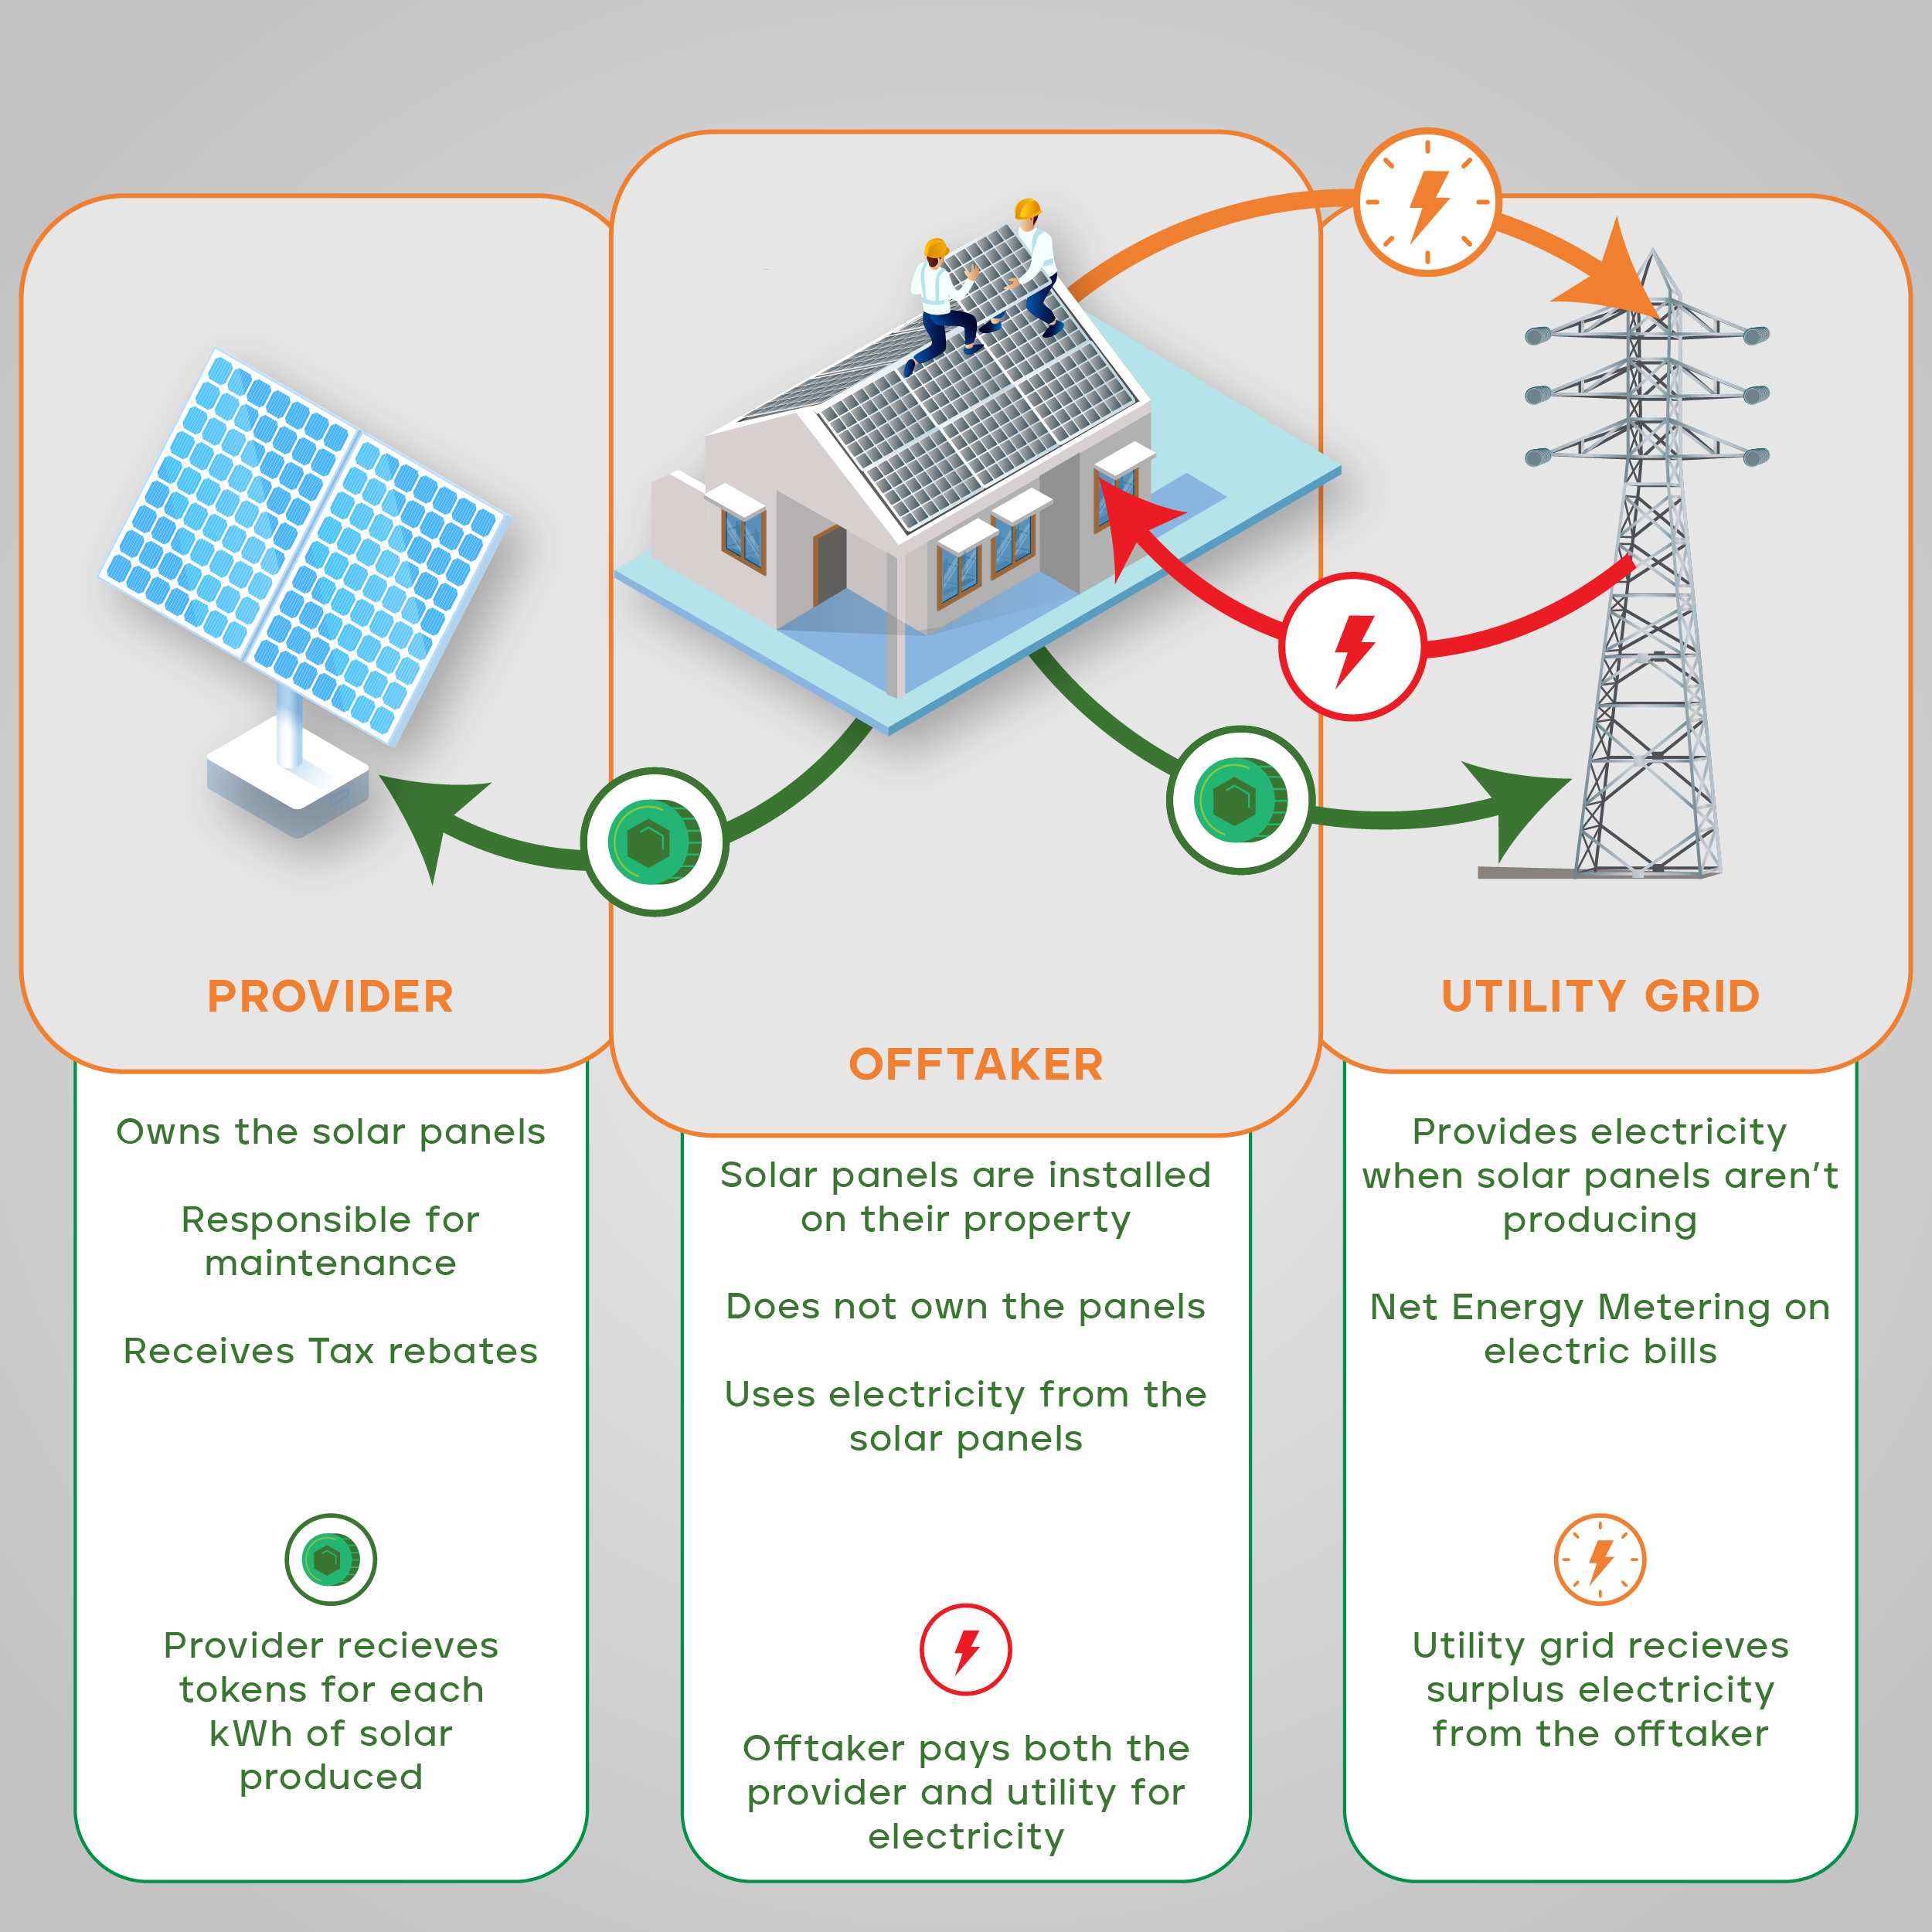 PROVIDER
Owns the solar panels
Responsible for
maintenance
Receives Tax rebates
Provider recieves
tokens for each
kWh of solar
produced
OFFTAKER
Solar panels are installed
on their property
Does not own the panels
Uses electricity from the
solar panels
Offtaker pays both the
provider and utility for
electricity
UTILITY GRID
Provides electricity
when solar panels aren't
producing
Net Energy Metering on
electric bills
Utility grid recieves
surplus electricity
from the offtaker